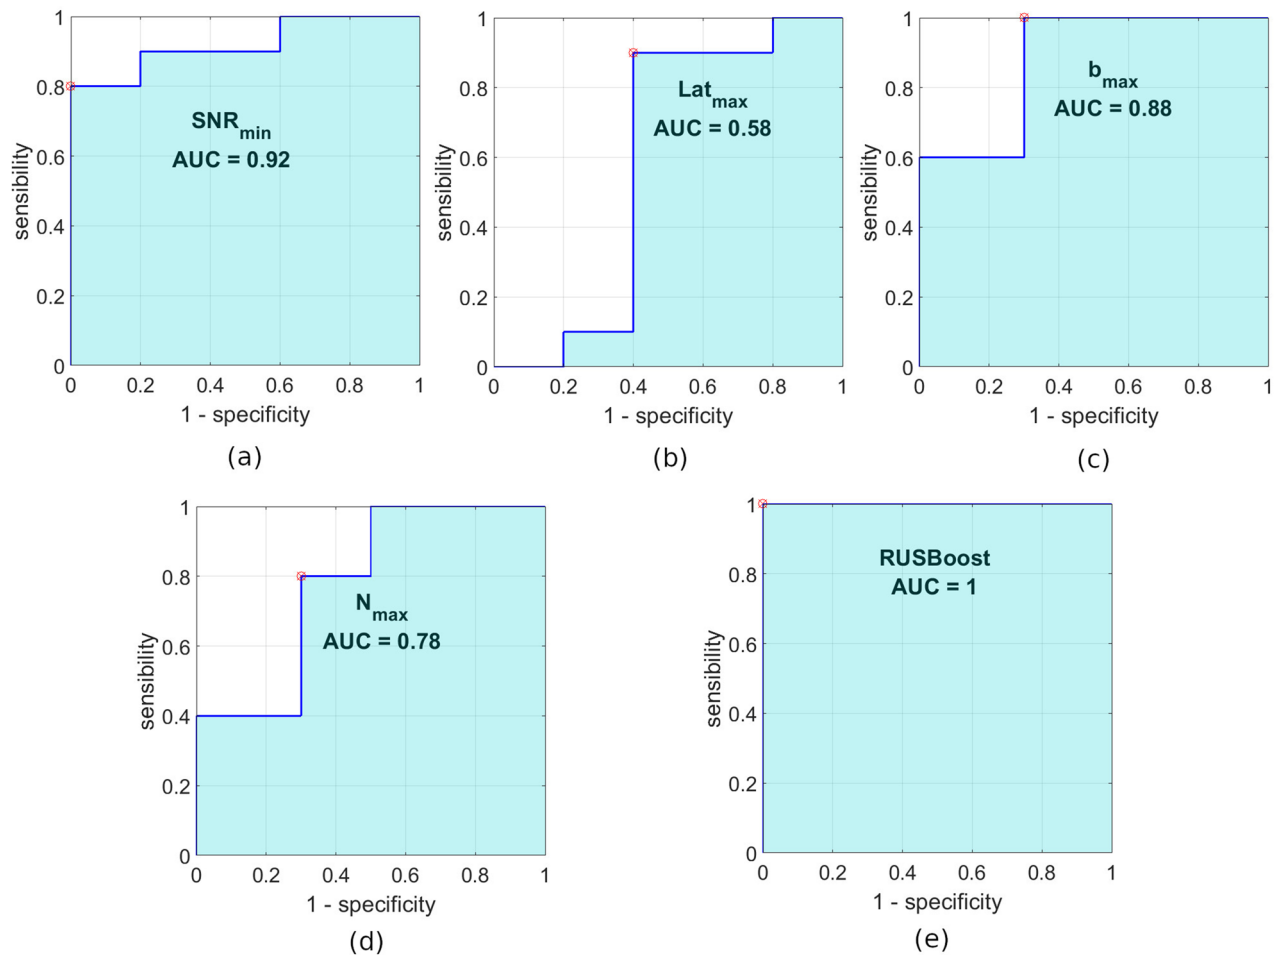 1
0.8
0.6
0.4
0.2
0
sensibility
SNRmin
AUC = 0.92
0 0.2 0.4 0.6 0.8 1
1 - specificity
(a)
1
0.8
0.6
0.4
0.2
0
sensibility
Latmax
AUC = 0.58
0 0.2 0.4 0.6 0.8 1
1 - specificity
(b)
1
0.8
0.6
0.4
0.2
0
sensibility
bmax
AUC = 0.88
0 0.2 0.4 0.6 0.8 1
1 - specificity
(c)
1
0.8
0.6
0.4
0.2
0
sensibility
Nmax
AUC = 0.78
0 0.2 0.4 0.6 0.8 1
1 - specificity
(d)
1
0.8
0.6
0.4
0.2
0
sensibility
RUSBoost
AUC = 1
0 0.2 0.4 0.6 0.8 1
1 - specificity
(e)